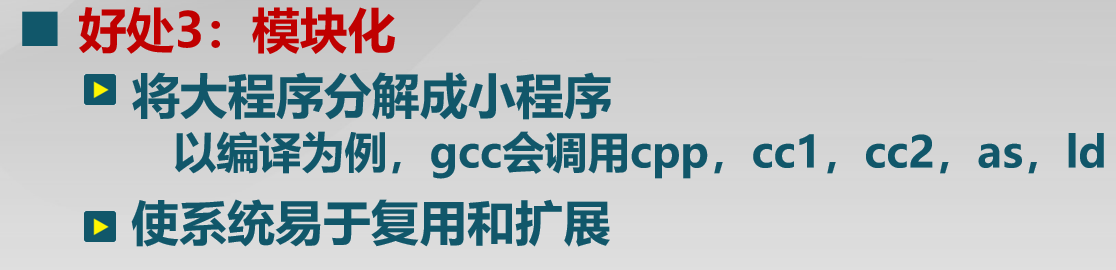 好处3：模块化
将大程序分解成小程序
以编译为例，gcc会调用cpp，cc1，cc2，as，ld
使系统易于复用和扩展